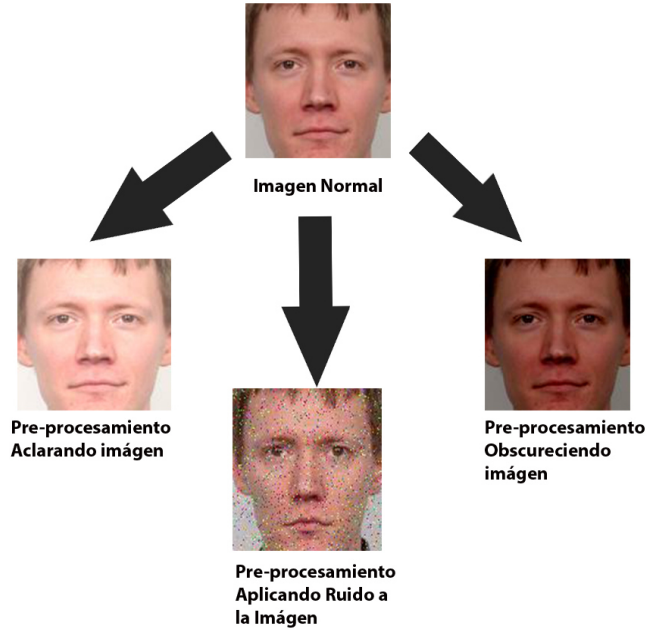 Imagen Normal
Pre-procesamiento
Aclarando imágen
Pre-procesamiento
Obscureciendo
imágen
Pre-procesamiento
Aplicando Ruido a
la Imágen